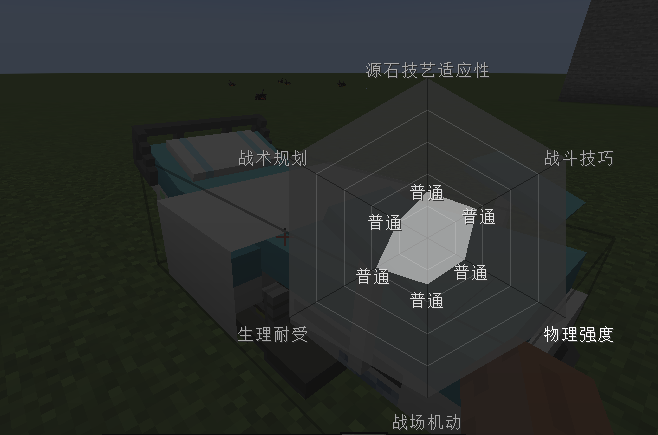 源石技艺适应性
战术规划
战斗技巧
普通
普通
普通
普通
普通
普通
生理耐受
物理强度
战场机动